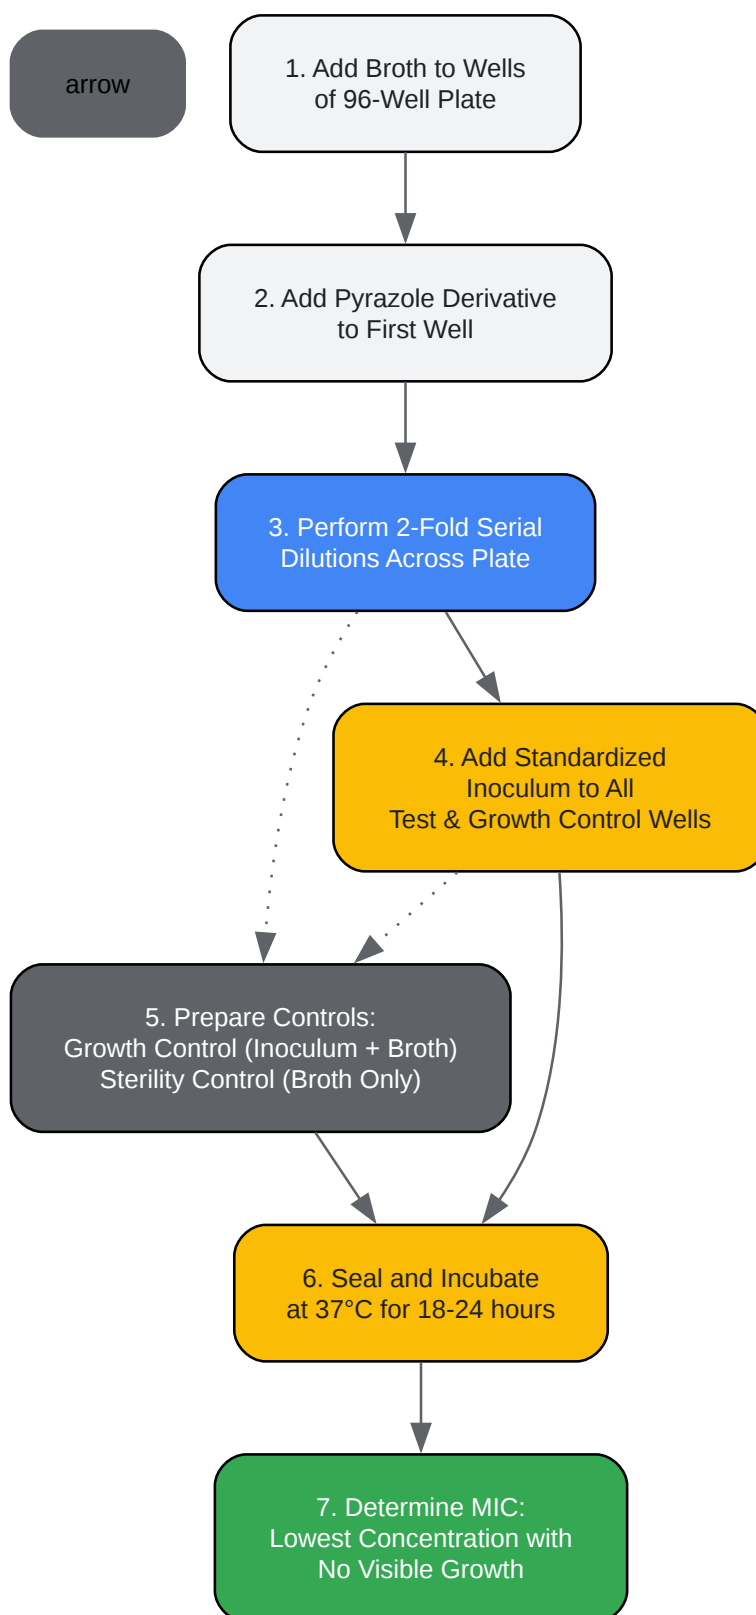 arrow
1. Add Broth to Wells
of 96-Well Plate
2. Add Pyrazole Derivative
to First Well
3. Perform 2-Fold Serial
Dilutions Across Plate
4. Add Standardized
Inoculum to All
Test & Growth Control Wells
5. Prepare Controls:
Growth Control (Inoculum + Broth)
Sterility Control (Broth Only)
6. Seal and Incubate
at 37°C for 18-24 hours
7. Determine MIC:
Lowest Concentration with
No Visible Growth